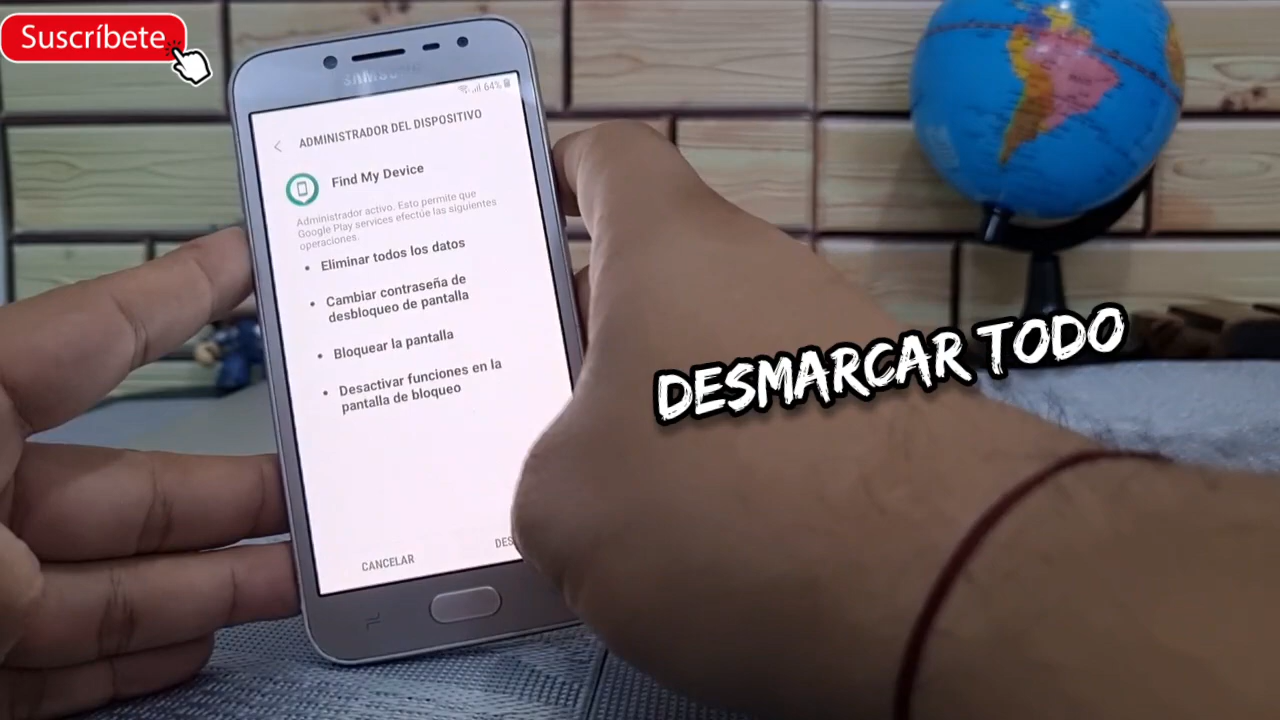 Suscríbete
SAMSUNG
64%
ADMINISTRADOR DEL DISPOSITIVO
Find My Device
Administrador activo. Esto permite que
Google Play services efectúe las siguientes
operaciones.
• Eliminar todos los datos
• Cambiar contraseña de
desbloqueo de pantalla
• Bloquear la pantalla
• Desactivar funciones en la
pantalla de bloqueo
DESMARCAR TODO
CANCELAR
DES